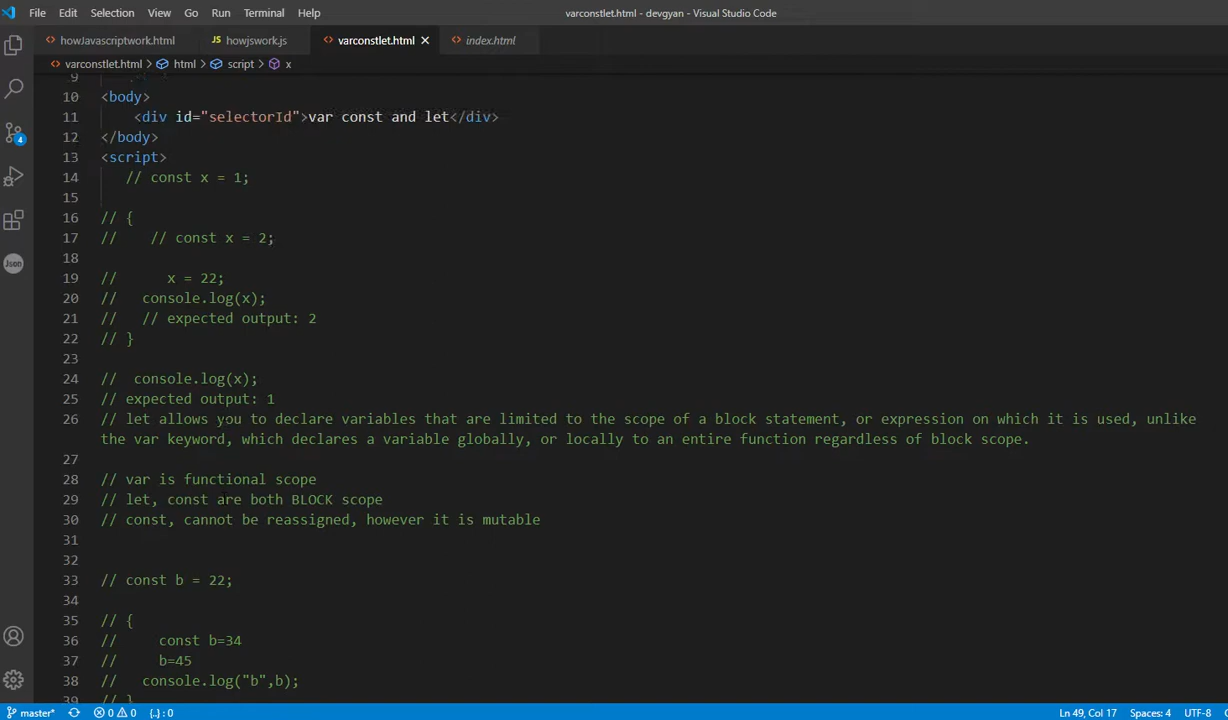 File Edit Selection View Go Run Terminal Help varconstlet.html - devgyan - Visual Studio Code
howJavascriptwork.html JS howjswork.js varconstlet.html index.html
varconstlet.html > html > script > x
9
10 <body>
11 <div id="selectorId">var const and let</div>
12 </body>
13 <script>
14 // const x = 1;
15
16 // {
17 // // const x = 2;
18
19 // x = 22;
20 // console.log(x);
21 // // expected output: 2
22 // }
23
24 // console.log(x);
25 // expected output: 1
26 // let allows you to declare variables that are limited to the scope of a block statement, or expression on which it is used, unlike
the var keyword, which declares a variable globally, or locally to an entire function regardless of block scope.
27
28 // var is functional scope
29 // let, const are both BLOCK scope
30 // const, cannot be reassigned, however it is mutable
31
32
33 // const b = 22;
34
35 // {
36 // const b=34
37 // b=45
38 // console.log("b",b);
39 // }
4
Json
master* 0 0 {..} : 0 Ln 49, Col 17 Spaces: 4 UTF-8